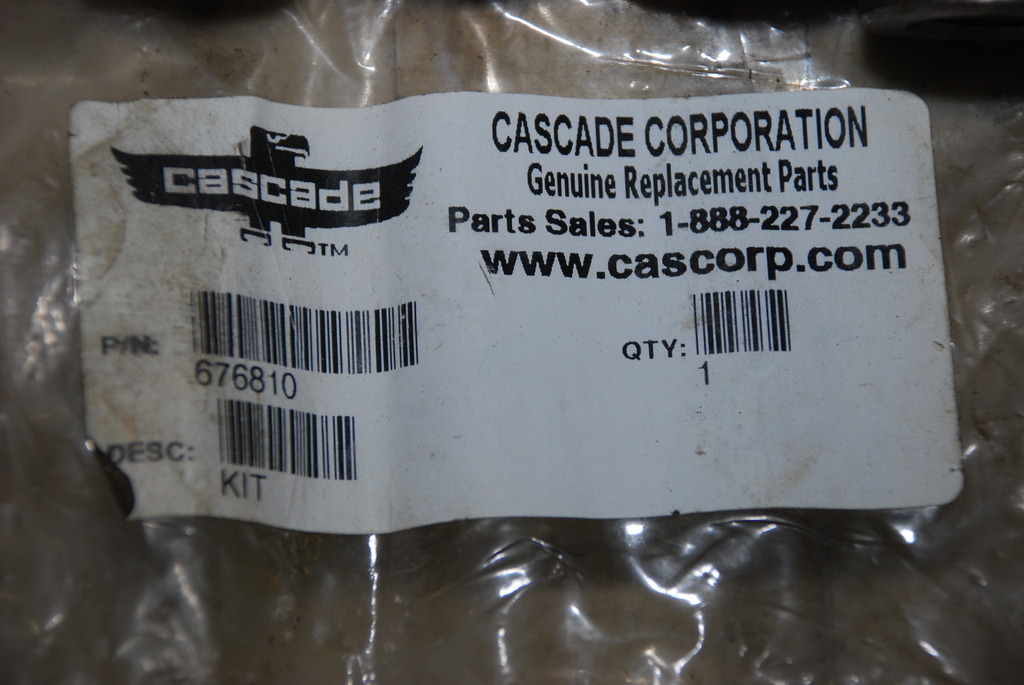 cascade
TM
CASCADE CORPORATION
Genuine Replacement Parts
Parts Sales: 1-888-227-2233
www.cascorp.com
P/N:
676810
QTY:
1
DESC:
KIT